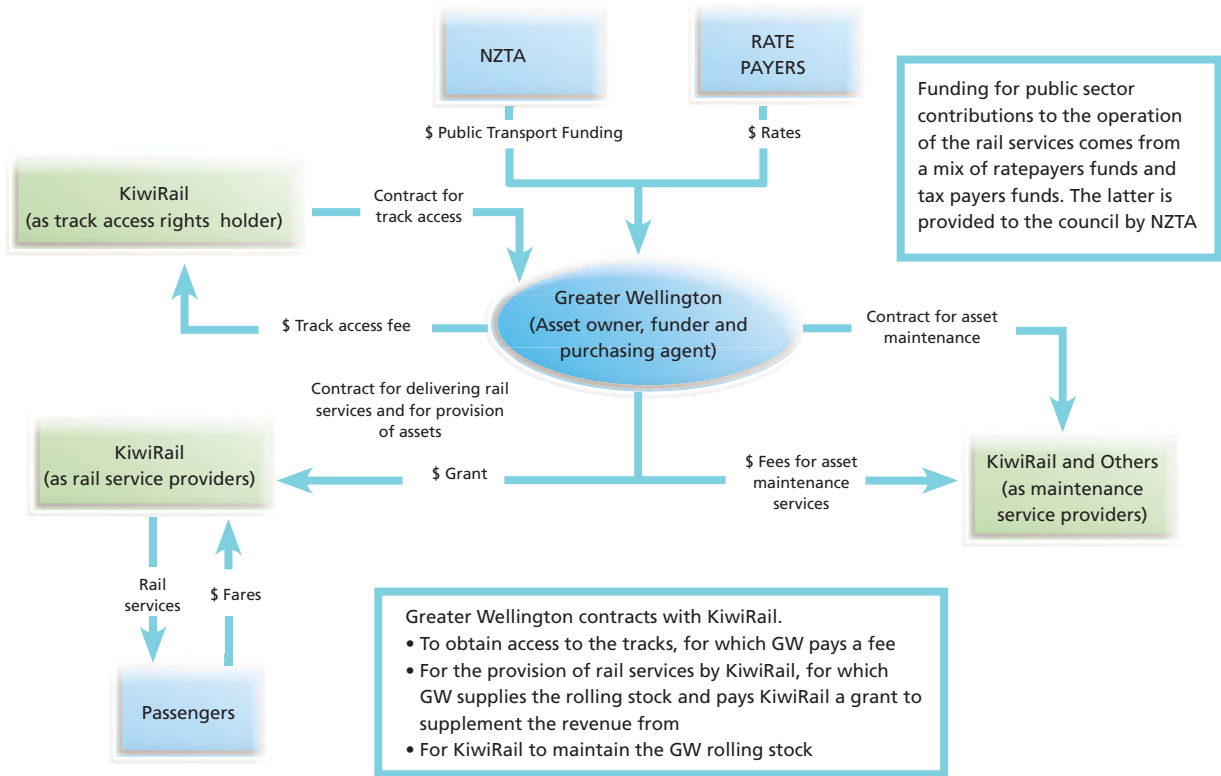 NZTA
RATE
PAYERS
Funding for public sector
contributions to the operation
of the rail services comes from
a mix of ratepayers funds and
tax payers funds. The latter is
provided to the council by NZTA
$ Public Transport Funding
$ Rates
KiwiRail
(as track access rights holder)
Contract for
track access
Greater Wellington
(Asset owner, funder and
purchasing agent)
$ Track access fee
Contract for asset
maintenance
Contract for delivering rail
services and for provision
of assets
KiwiRail
(as rail service providers)
$ Grant
$ Fees for asset
maintenance
services
KiwiRail and Others
(as maintenance
service providers)
Rail
services
$ Fares
Passengers
Greater Wellington contracts with KiwiRail.
• To obtain access to the tracks, for which GW pays a fee
• For the provision of rail services by KiwiRail, for which
GW supplies the rolling stock and pays KiwiRail a grant to
supplement the revenue from
• For KiwiRail to maintain the GW rolling stock